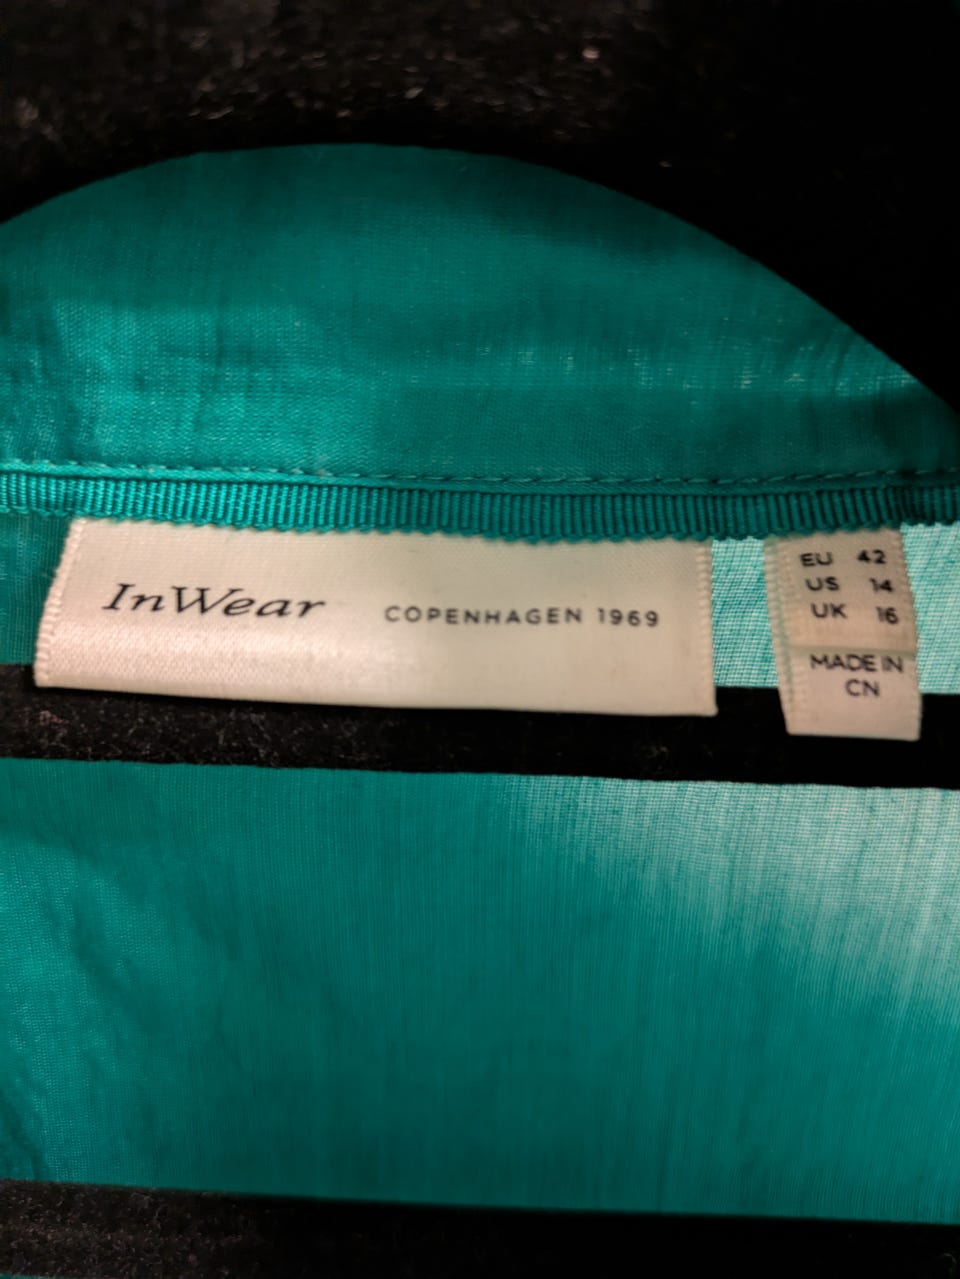 InWear COPENHAGEN 1969
EU 42
US 14
UK 16
MADE IN
CN